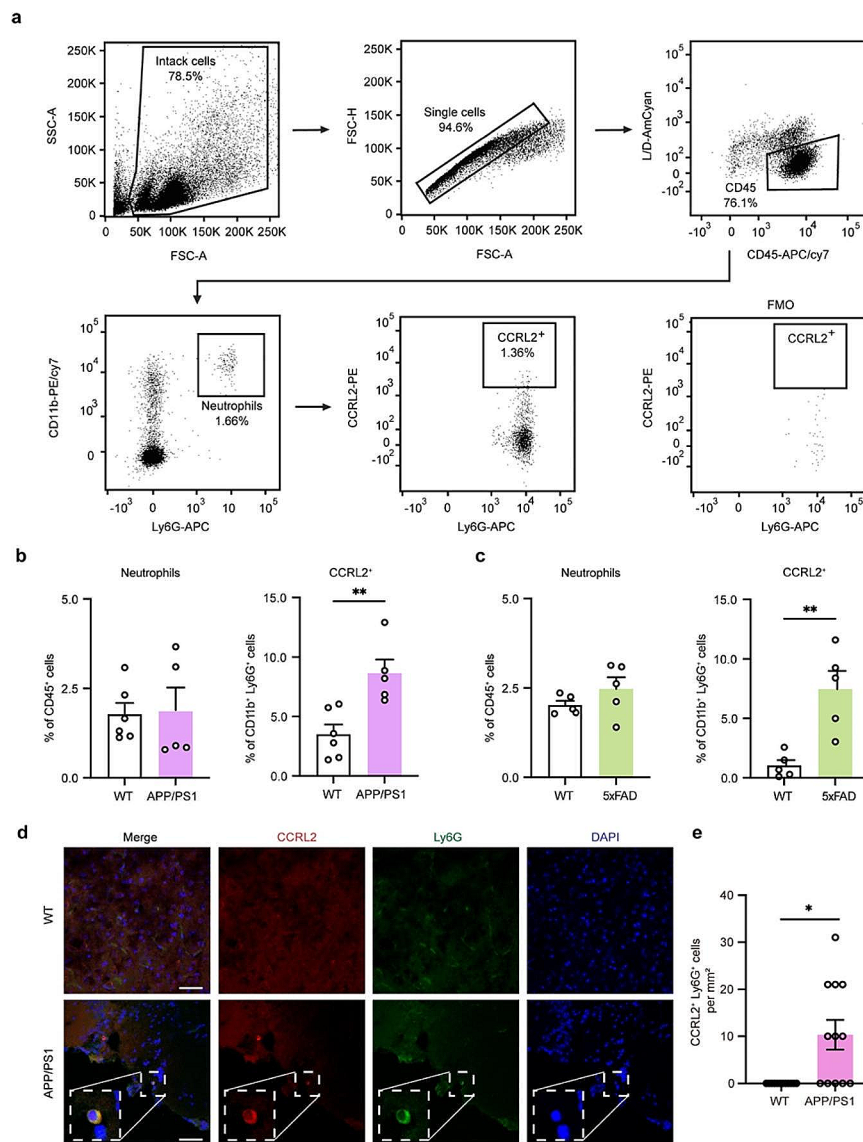 a
250K
200K
150K
100K
50K
0
SSC-A
Intack cells
78.5%
0 50K 100K 150K 200K 250K
FSC-A
250K
200K
150K
100K
50K
0
FSC-H
Single cells
94.6%
0 50K 100K 150K 200K 250K
FSC-A
10⁵
10⁴
10³
10²
0
-10²
L/D-AmCyan
CD45
76.1%
-10³ 0 10³ 10⁴ 10⁵
CD45-APC/cy7
10⁵
10⁴
10³
0
CD11b-PE/cy7
Neutrophils
1.66%
-10³ 0 10³ 10 10⁵
Ly6G-APC
10⁵
10⁴
10³
10²
0
-10²
CCRL2-PE
CCRL2⁺
1.36%
-10³ 0 10³ 10⁴ 10⁵
Ly6G-APC
FMO
10⁵
10⁴
10³
10²
0
-10²
CCRL2-PE
CCRL2⁺
-10³ 0 10³ 10⁴ 10⁵
Ly6G-APC
b
Neutrophils
5.0
2.5
0.0
% of CD45⁺ cells
WT APP/PS1
CCRL2⁺
**
15.0
10.0
5.0
0.0
% of CD11b⁺ Ly6G⁺ cells
WT APP/PS1
c
Neutrophils
5.0
2.5
0.0
% of CD45⁺ cells
WT 5xFAD
CCRL2⁺
**
15.0
10.0
5.0
0.0
% of CD11b⁺ Ly6G⁺ cells
WT 5xFAD
d
Merge CCRL2 Ly6G DAPI
WT
APP/PS1
e
40
30
20
10
0
CCRL2⁺ Ly6G⁺ cells
per mm²
*
WT APP/PS1